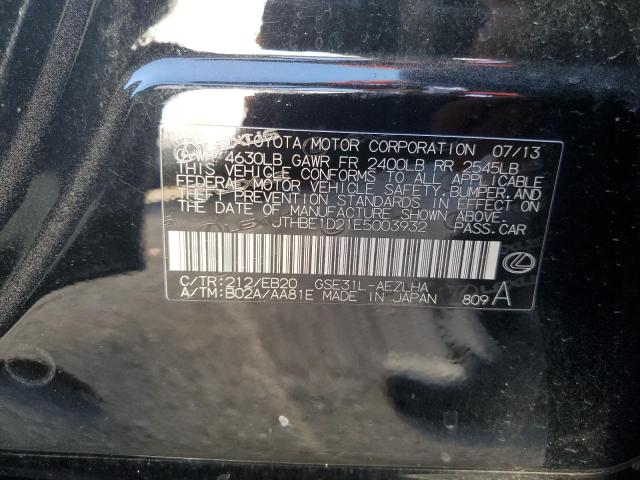 TOYOTA MOTOR CORPORATION 07/13
GVWR 4630LB GAWR FR 2400LB RR 2545LB
THIS VEHICLE CONFORMS TO ALL APPLICABLE
FEDERAL MOTOR VEHICLE SAFETY, BUMPER, AND
THEFT PREVENTION STANDARDS IN EFFECT ON
THE DATE OF MANUFACTURE SHOWN ABOVE.
JTHBE1D21E5003932 PASS.CAR
C/TR:212/EB20 GSE31L-AEZLHA
A/TM:B02A/AA81E MADE IN JAPAN 809A